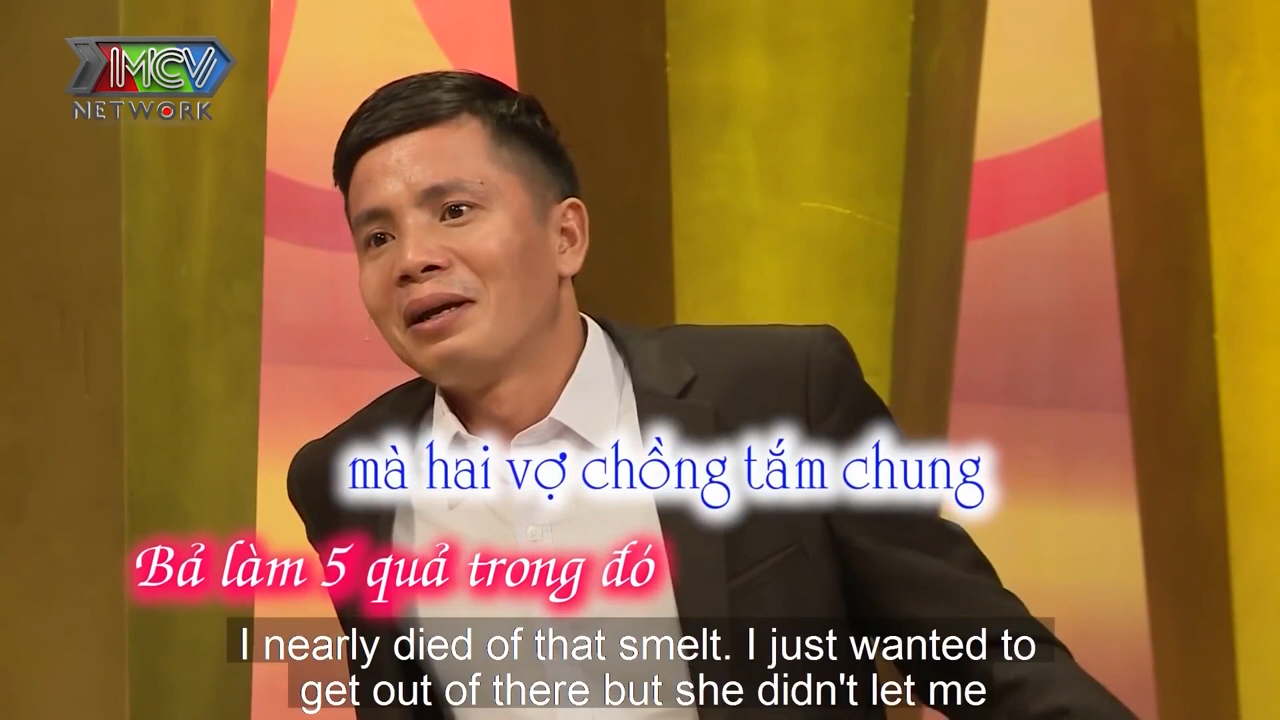 MCV
NETWORK
mà hai vợ chồng tắm chung
Bả làm 5 quả trong đó
I nearly died of that smelt. I just wanted to
get out of there but she didn't let me